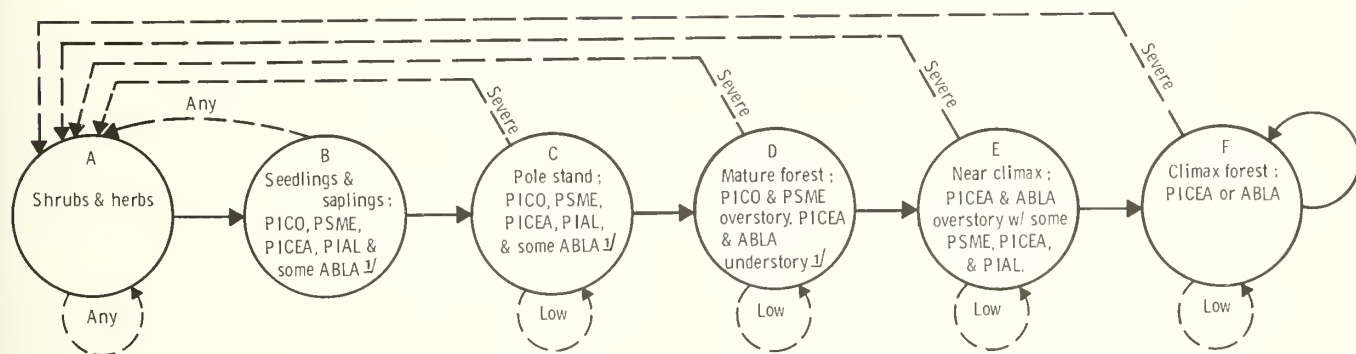 Severe
Severe
Severe
Severe
Any
A
Shrubs & herbs
Any
B
Seedlings &
saplings :
PICO, PSME,
PICEA, PIAL &
some ABLA 1/
C
Pole stand ;
PICO, PSME,
PICEA, PIAL,
& some ABLA 1/
Low
D
Mature forest :
PICO & PSME
overstory. PICEA
& ABLA
understory 1/
Low
E
Near climax ;
PICEA & ABLA
overstory w/ some
PSME, PICEA,
& PIAL.
Low
F
Climax forest :
PICEA or ABLA
Low